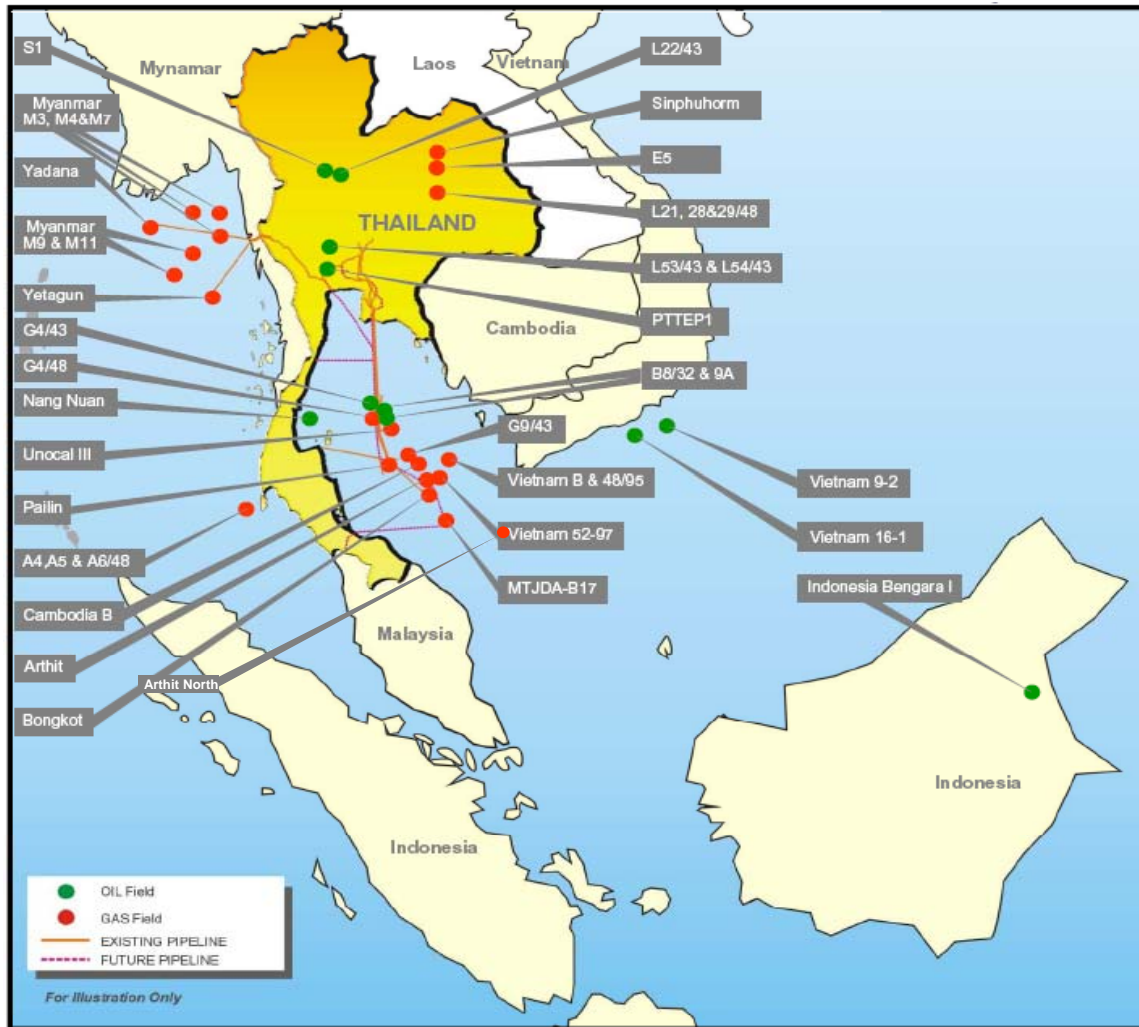 S1
L22/43
Mynamar
Laos
Vietnam
Myanmar
M3, M4&M7
Sinphuhorm
Yadana
E5
THAILAND
L21, 28&29/48
Myanmar
M9 & M11
L53/43 & L54/43
Yetagun
PTTEP1
Cambodia
G4/43
G4/48
B8/32 & 9A
Nang Nuan
G9/43
Unocal III
Vietnam B & 48/95
Vietnam 9-2
Pailin
Vietnam 52-97
Vietnam 16-1
A4,A5 & A6/48
MTJDA-B17
Indonesia Bengara I
Cambodia B
Malaysia
Arthit
Arthit North
Bongkot
Indonesia
Indonesia
OIL Field
GAS Field
EXISTING PIPELINE
FUTURE PIPELINE
For Illustration Only